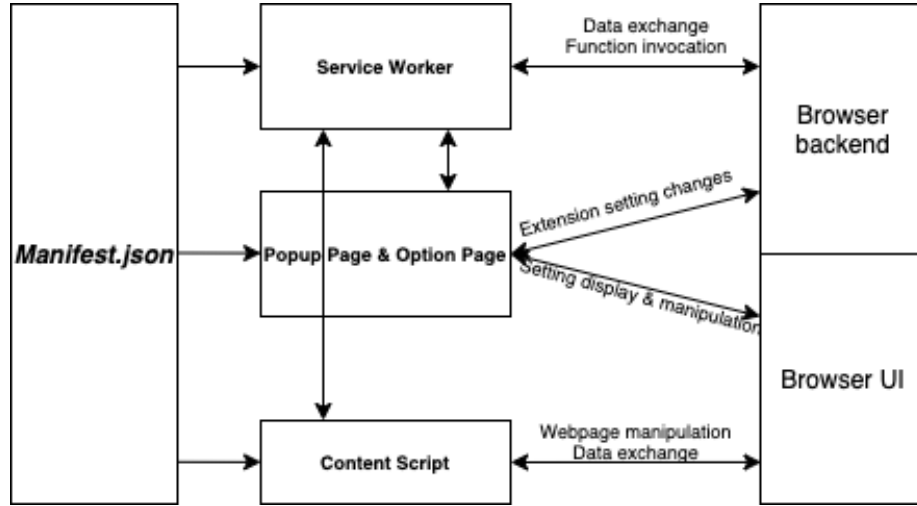 Data exchange
Function invocation
Service Worker
Browser
backend
Extension setting changes
Manifest.json
Popup Page & Option Page
Setting display & manipulation
Browser UI
Webpage manipulation
Data exchange
Content Script